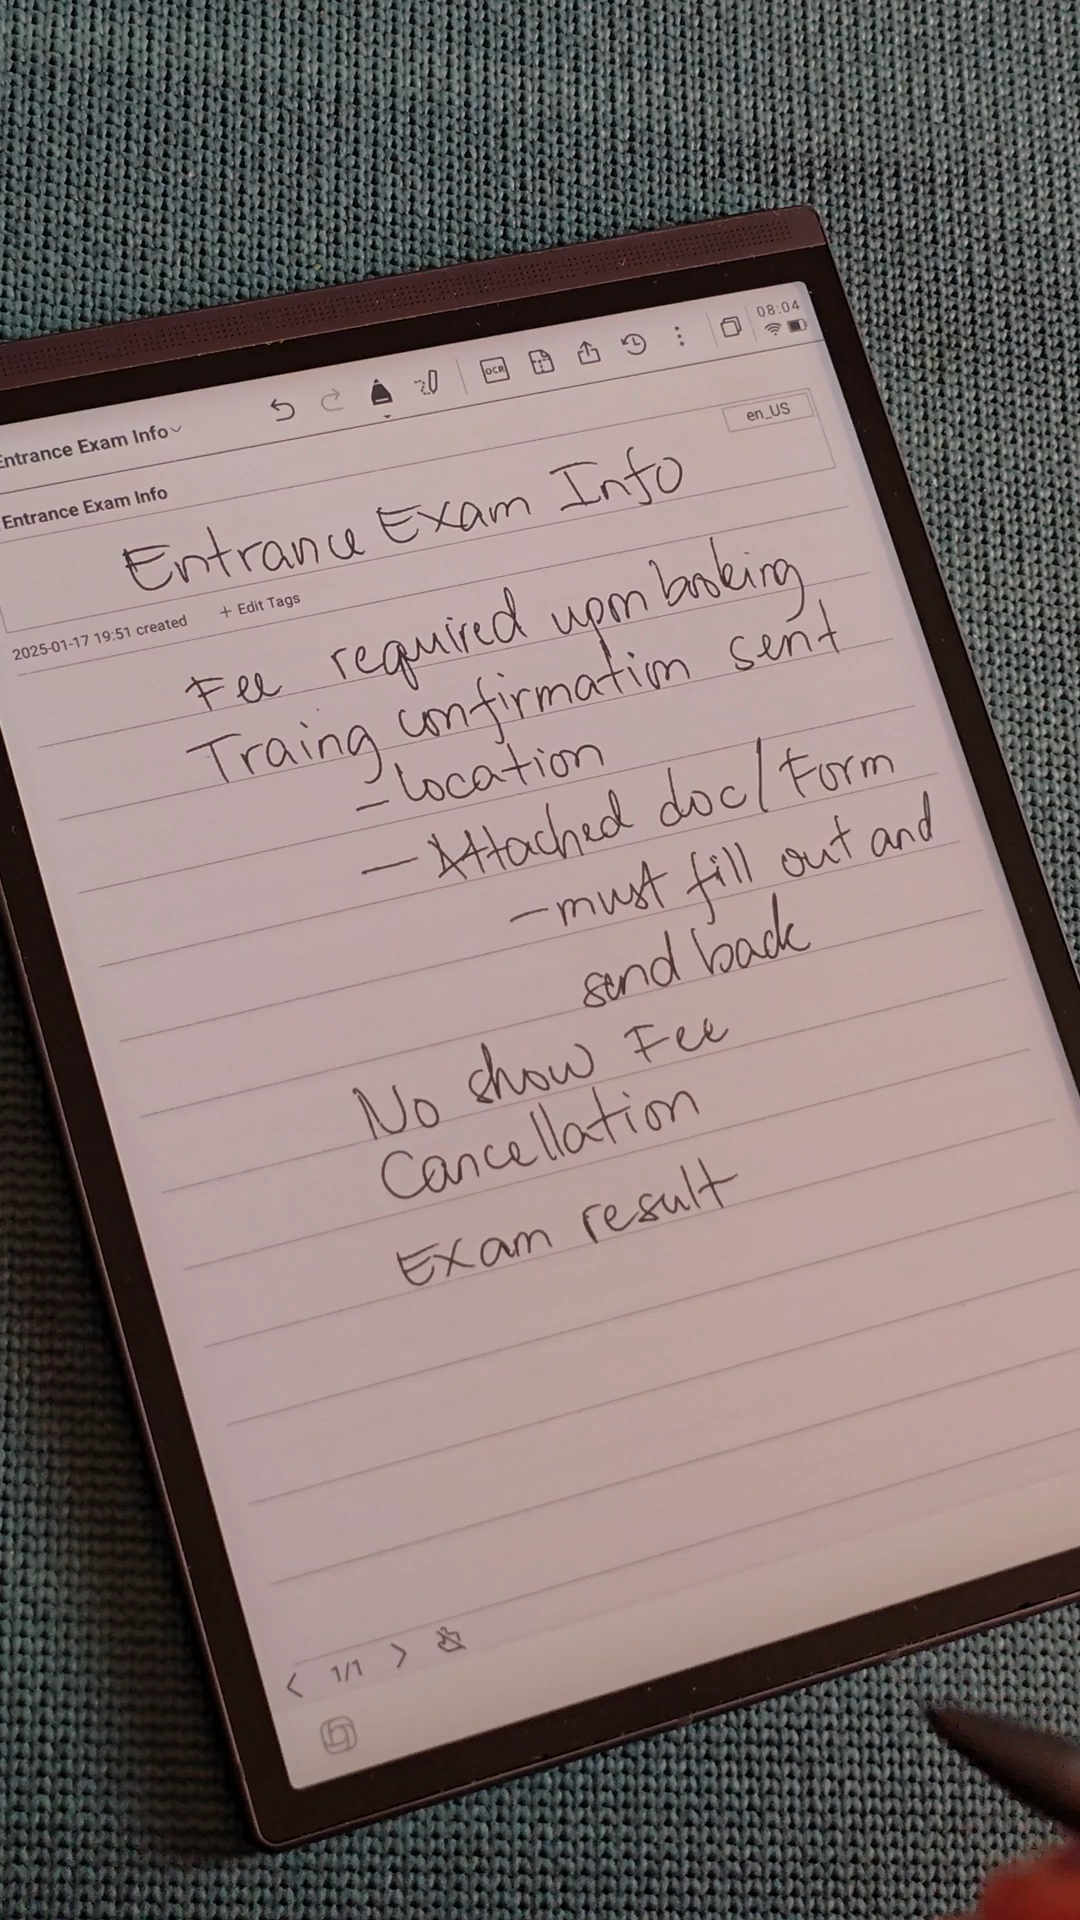 08:04
Entrance Exam Info
OCR
en_US
Entrance Exam Info
Entrance Exam Info
2025-01-17 19:51 created + Edit Tags
Fee required upon booking
Traing confirmation sent
- location
- Attached doc/Form
- must fill out and
send back
No show Fee
Cancellation
Exam result
1/1